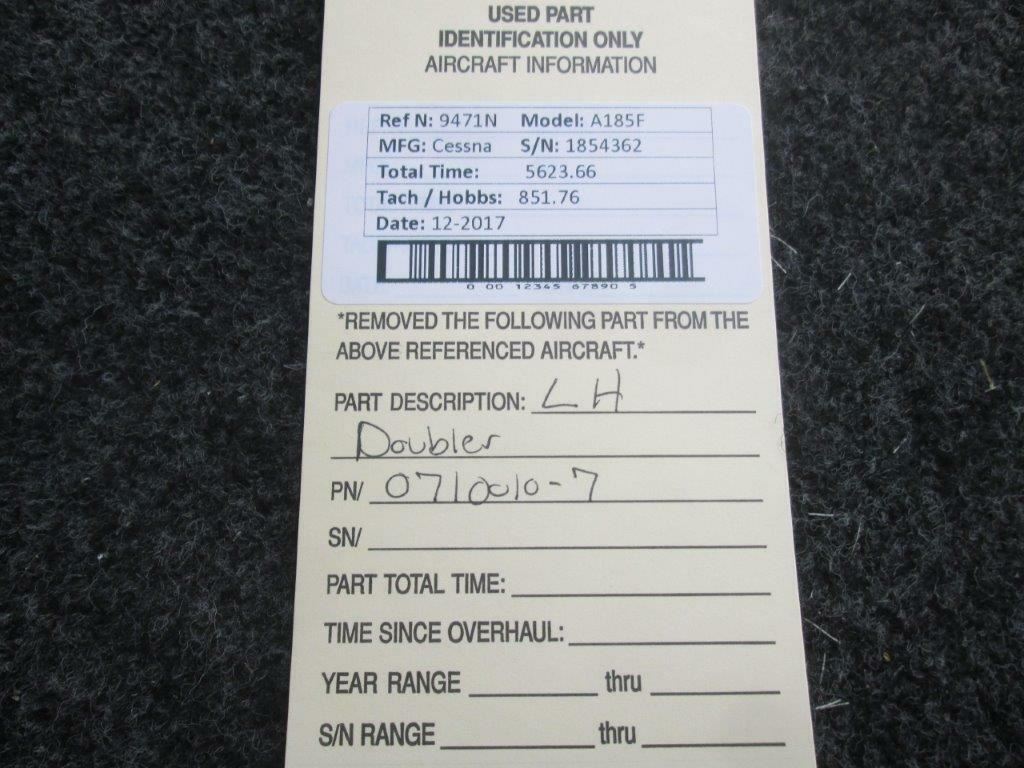 USED PART
IDENTIFICATION ONLY
AIRCRAFT INFORMATION
Ref N: 9471N Model: A185F
MFG: Cessna S/N: 1854362
Total Time: 5623.66
Tach / Hobbs: 851.76
Date: 12-2017
0 00 12345 67890 5
*REMOVED THE FOLLOWING PART FROM THE
ABOVE REFERENCED AIRCRAFT.*
PART DESCRIPTION: LH
Doubler
PN/ 0710010-7
SN/
PART TOTAL TIME:
TIME SINCE OVERHAUL:
YEAR RANGE thru
S/N RANGE thru